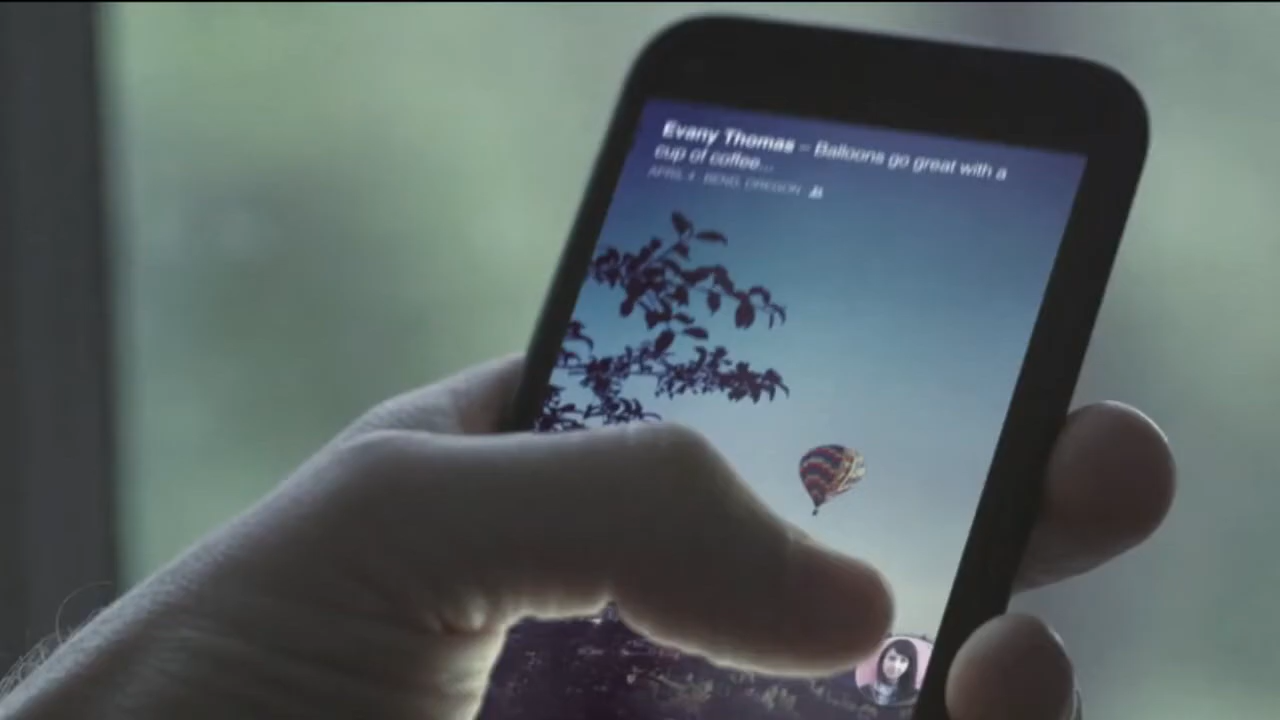 Evany Thomas – Balloons go great with a
cup of coffee...
APRIL 4 BEND, OREGON